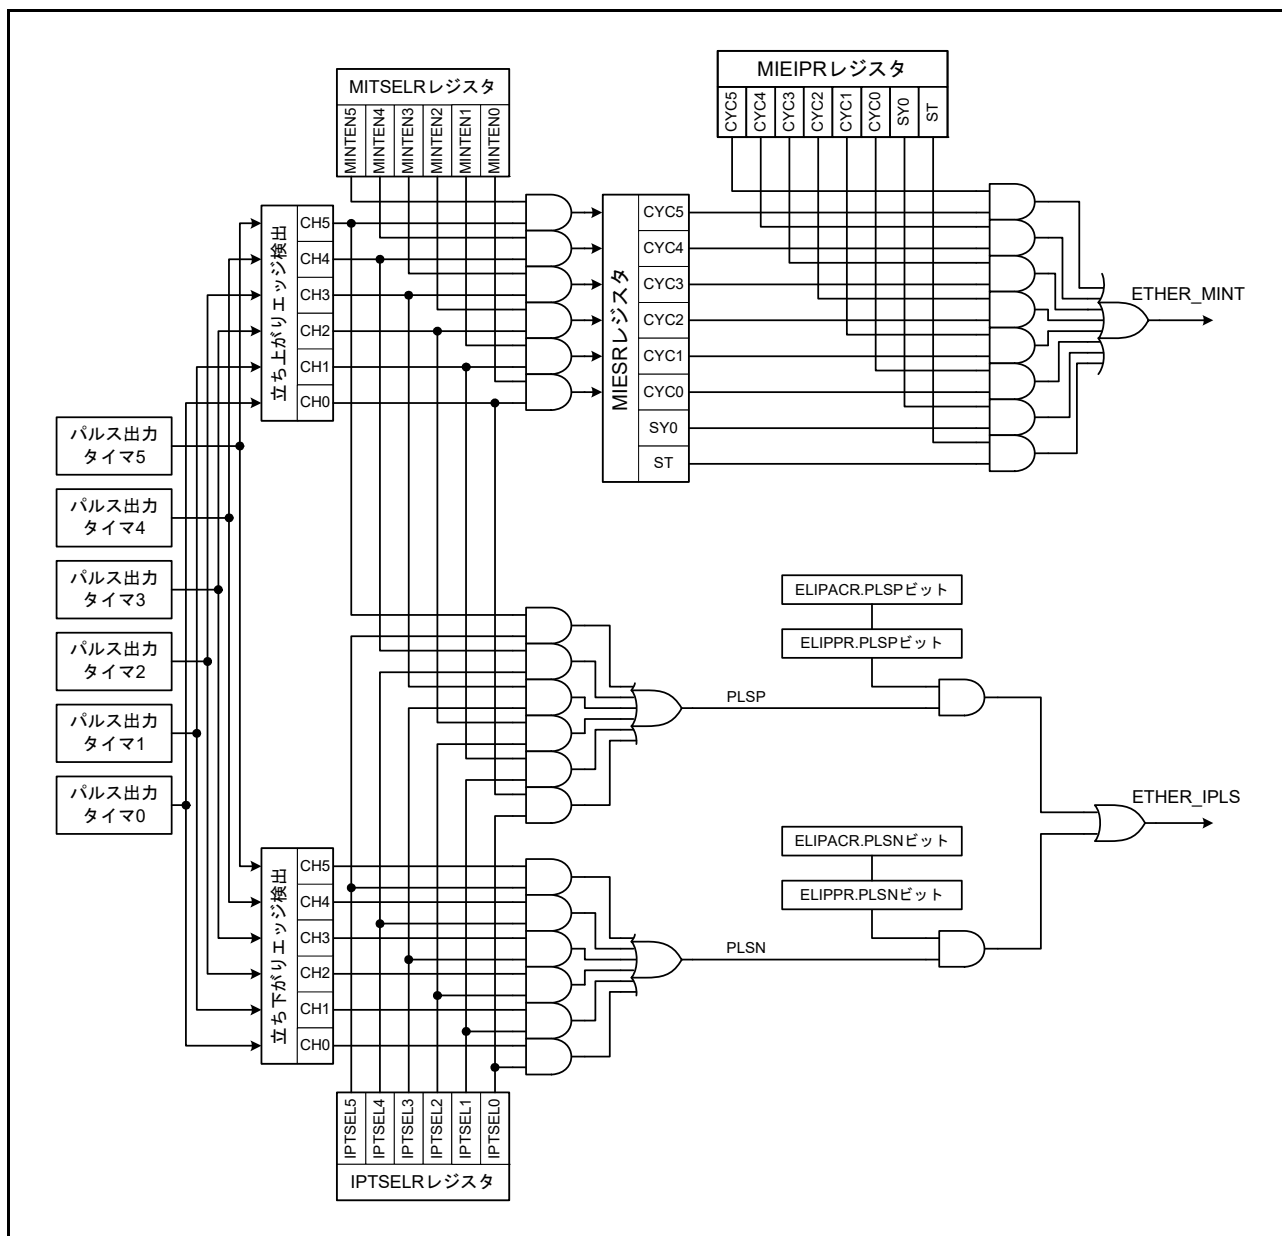 MITSELRレジスタ
MINTEN5
MINTEN4
MINTEN3
MINTEN2
MINTEN1
MINTEN0
MIEIPRレジスタ
CYC5
CYC4
CYC3
CYC2
CYC1
CYC0
SY0
ST
立ち上がりエッジ検出
CH5
CH4
CH3
CH2
CH1
CH0
MIESRレジスタ
CYC5
CYC4
CYC3
CYC2
CYC1
CYC0
SY0
ST
ETHER_MINT
パルス出力
タイマ5
パルス出力
タイマ4
パルス出力
タイマ3
パルス出力
タイマ2
パルス出力
タイマ1
パルス出力
タイマ0
ELIPACR.PLSPビット
ELIPPR.PLSPビット
PLSP
ETHER_IPLS
ELIPACR.PLSNビット
ELIPPR.PLSNビット
PLSN
立ち下がりエッジ検出
CH5
CH4
CH3
CH2
CH1
CH0
IPTSEL5
IPTSEL4
IPTSEL3
IPTSEL2
IPTSEL1
IPTSEL0
IPTSELRレジスタ